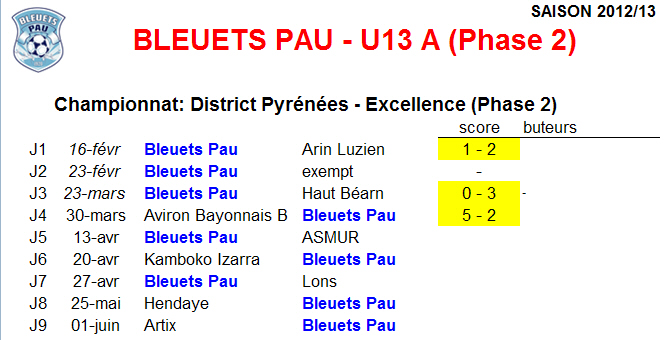 BLEUETS
PAU
SAISON 2012/13
BLEUETS PAU - U13 A (Phase 2)
Championnat: District Pyrénées - Excellence (Phase 2)
score buteurs
J1 16-févr Bleuets Pau Arin Luzien 1 - 2
J2 23-févr Bleuets Pau exempt -
J3 23-mars Bleuets Pau Haut Béarn 0 - 3 -
J4 30-mars Aviron Bayonnais B Bleuets Pau 5 - 2
J5 13-avr Bleuets Pau ASMUR
J6 20-avr Kamboko Izarra Bleuets Pau
J7 27-avr Bleuets Pau Lons
J8 25-mai Hendaye Bleuets Pau
J9 01-juin Artix Bleuets Pau